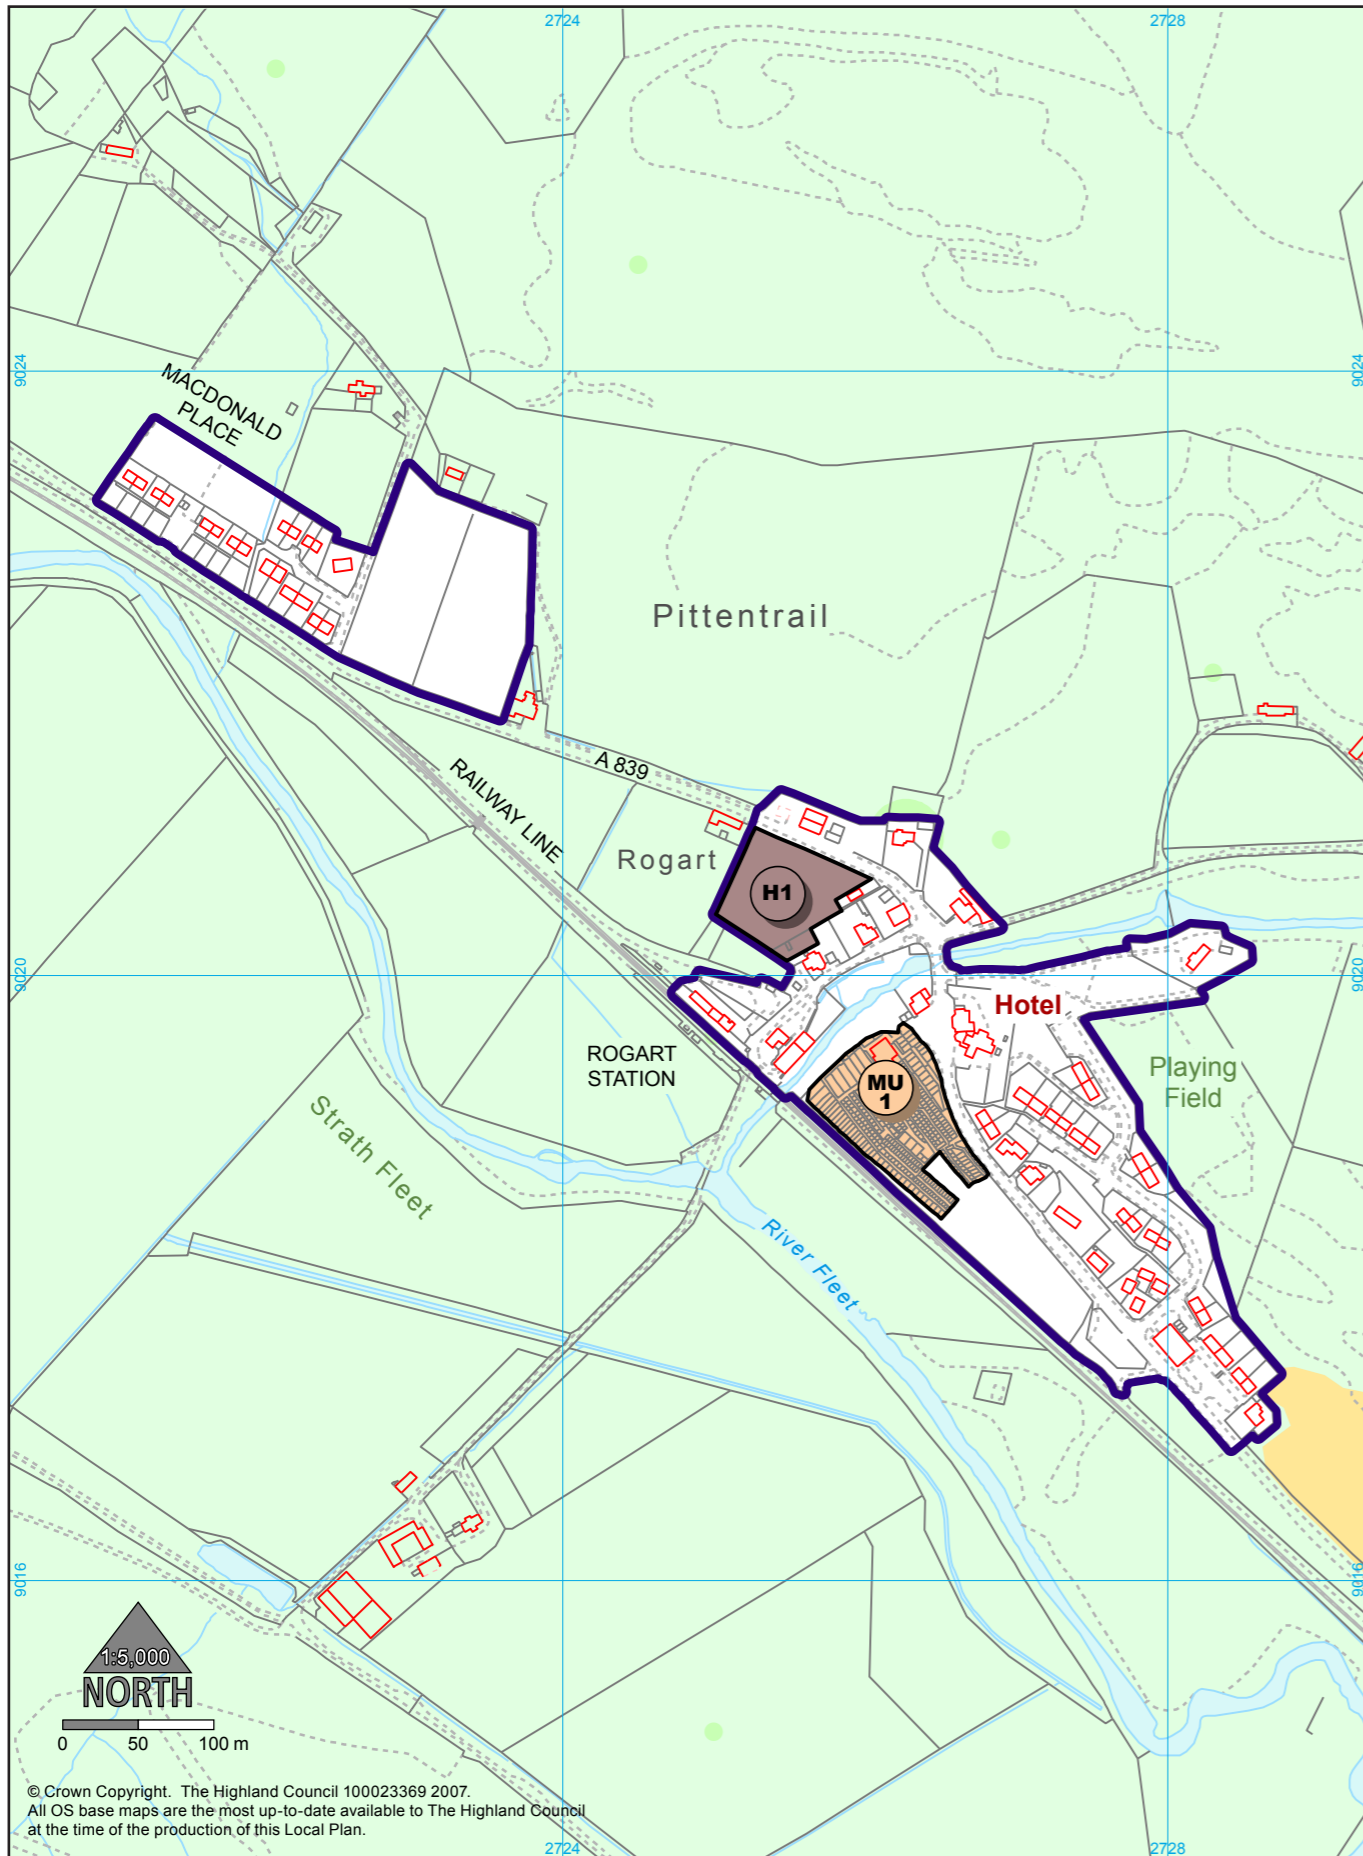 2724
2728
9024
9024
MACDONALD
PLACE
Pittentrail
A 839
RAILWAY LINE
Rogart
H1
9020
9020
Hotel
ROGART
STATION
MU
1
Playing
Field
Strath Fleet
River Fleet
9016
9016
1:5,000
NORTH
0 50 100 m
© Crown Copyright. The Highland Council 100023369 2007.
All OS base maps are the most up-to-date available to The Highland Council
at the time of the production of this Local Plan.
2724
2728